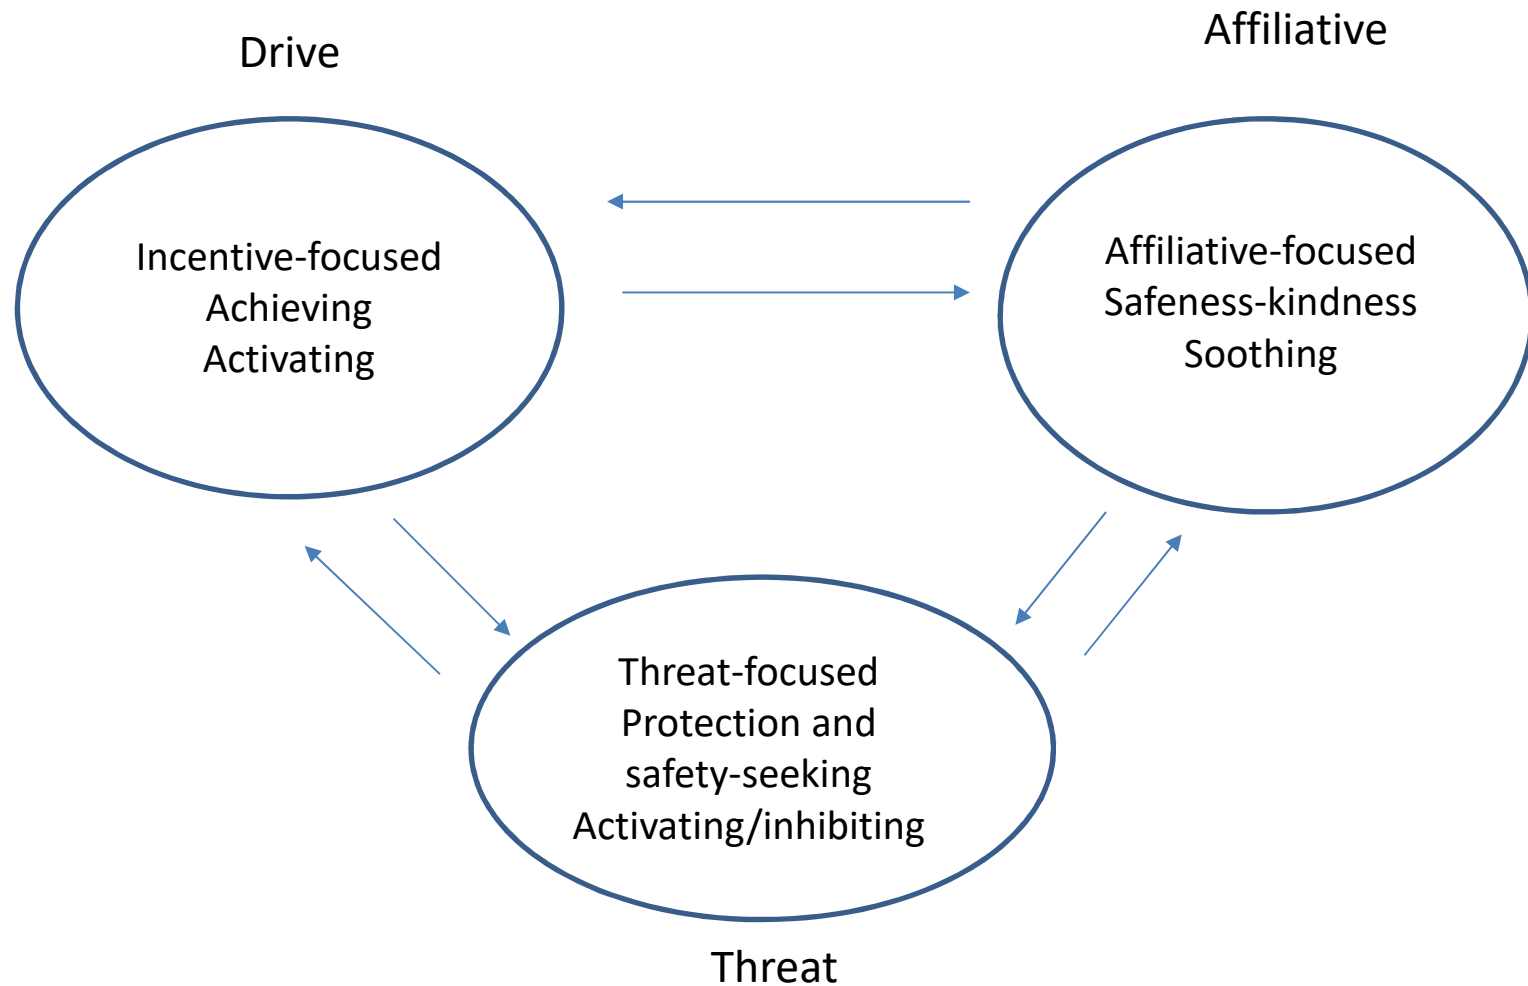 Drive
Affiliative
Incentive-focused
Achieving
Activating
Affiliative-focused
Safeness-kindness
Soothing
Threat-focused
Protection and
safety-seeking
Activating/inhibiting
Threat